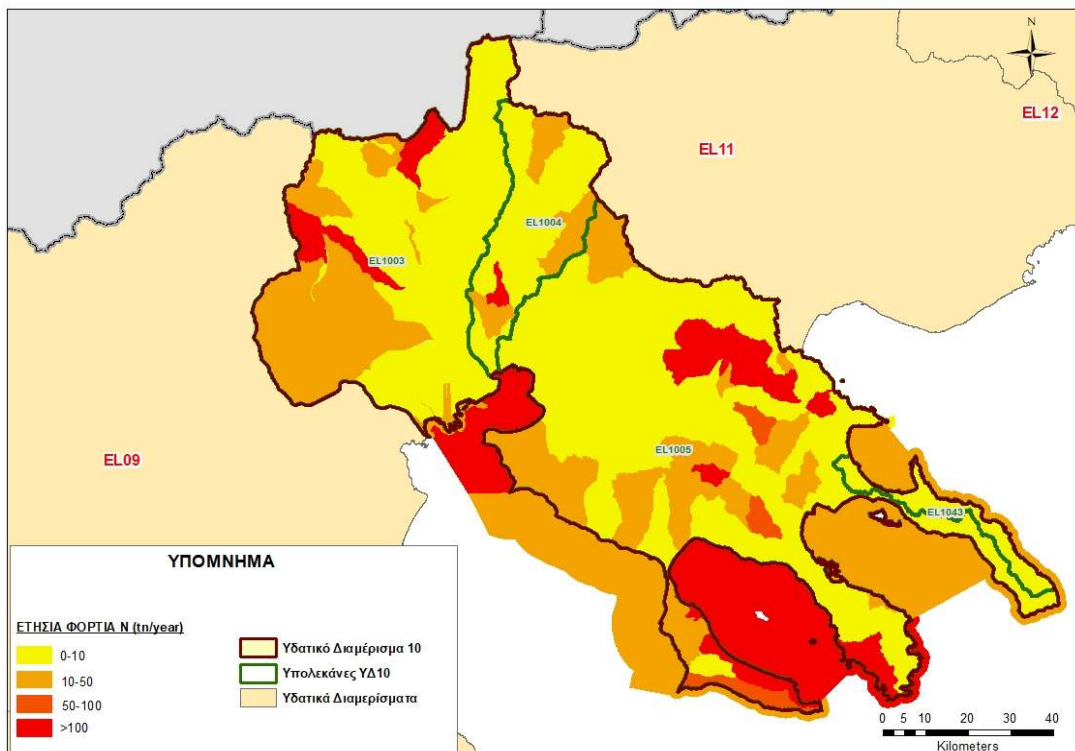 N
EL12
EL11
EL1004
EL1003
EL09
EL1005
EL1043
ΥΠΟΜΝΗΜΑ
ΕΤΗΣΙΑ ΦΟΡΤΙΑ Ν (tn/year)
0-10
10-50
50-100
>100
Υδατικό Διαμέρισμα 10
Υπολεκάνες ΥΔ10
Υδατικά Διαμερίσματα
0 5 10 20 30 40
Kilometers